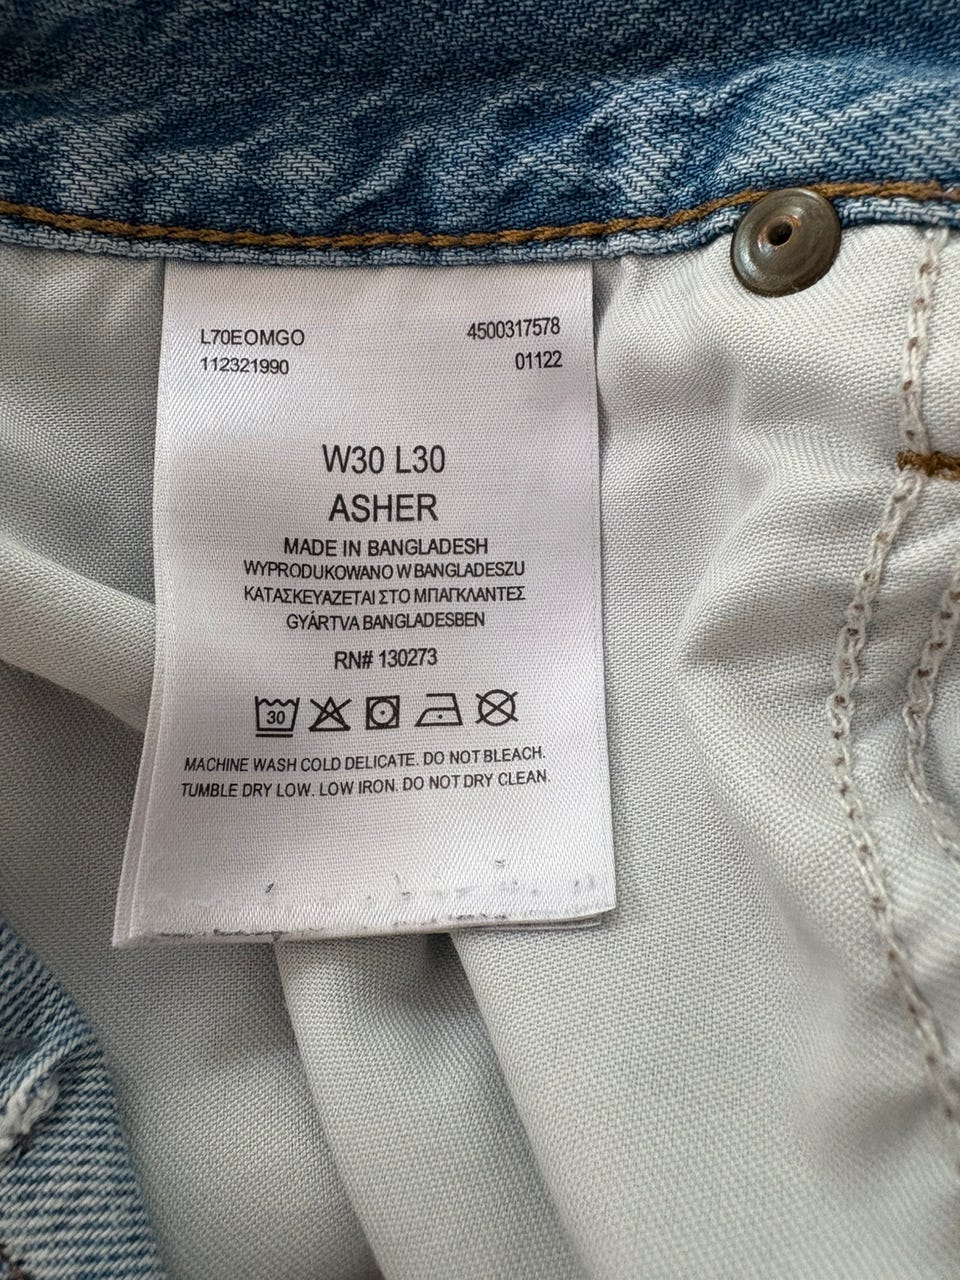 L70EOMGO 4500317578
112321990 01122
W30 L30
ASHER
MADE IN BANGLADESH
WYPRODUKOWANO W BANGLADESZU
ΚΑΤΑΣΚΕΥΑΖΕΤΑΙ ΣΤΟ ΜΠΑΓΚΛΑΝΤΕΣ
GYÁRTVA BANGLADESBEN
RN# 130273
30
MACHINE WASH COLD DELICATE. DO NOT BLEACH.
TUMBLE DRY LOW. LOW IRON. DO NOT DRY CLEAN.